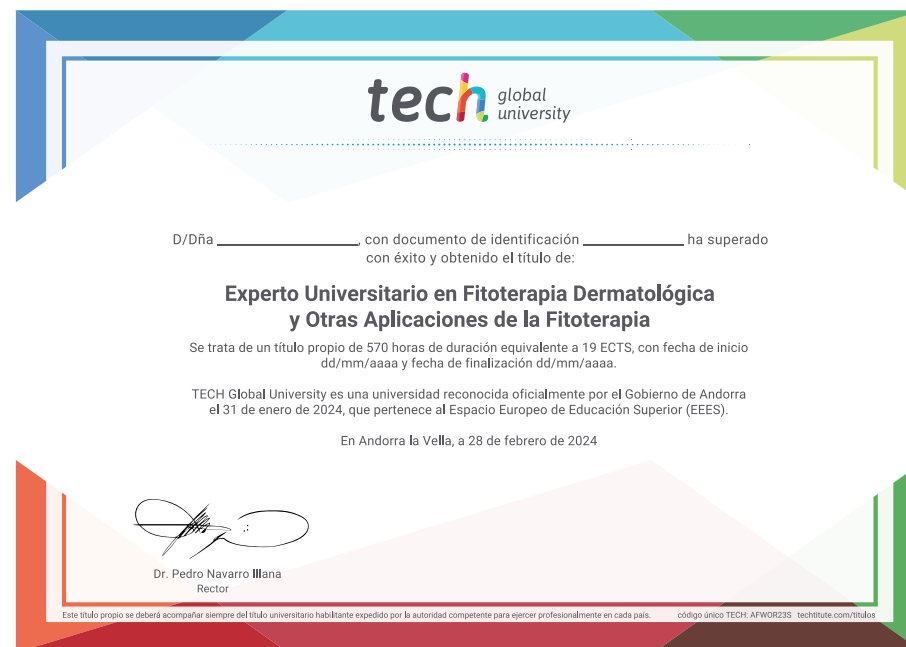 tech global
university
D/Dña ____________, con documento de identificación ____________ ha superado
con éxito y obtenido el título de:
Experto Universitario en Fitoterapia Dermatológica
y Otras Aplicaciones de la Fitoterapia
Se trata de un título propio de 570 horas de duración equivalente a 19 ECTS, con fecha de inicio
dd/mm/aaaa y fecha de finalización dd/mm/aaaa.
TECH Global University es una universidad reconocida oficialmente por el Gobierno de Andorra
el 31 de enero de 2024, que pertenece al Espacio Europeo de Educación Superior (EEES).
En Andorra la Vella, a 28 de febrero de 2024
Dr. Pedro Navarro Illana
Rector
Este título propio se deberá acompañar siempre del título universitario habilitante expedido por la autoridad competente para ejercer profesionalmente en cada país. código único TECH: AFWOR23S techtitute.com/titulos